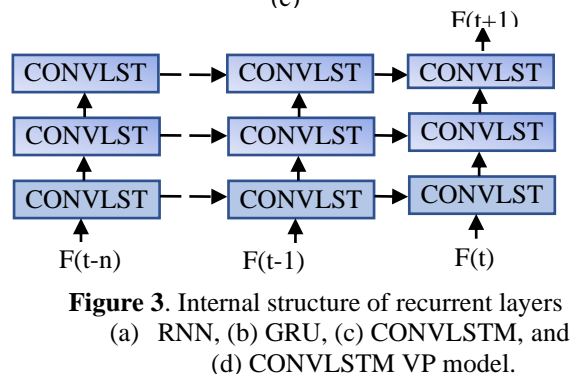 (c)
F(t+1)
CONVLST CONVLST CONVLST
CONVLST CONVLST CONVLST
CONVLST CONVLST CONVLST
F(t-n) F(t-1) F(t)
Figure 3. Internal structure of recurrent layers
(a) RNN, (b) GRU, (c) CONVLSTM, and
(d) CONVLSTM VP model.